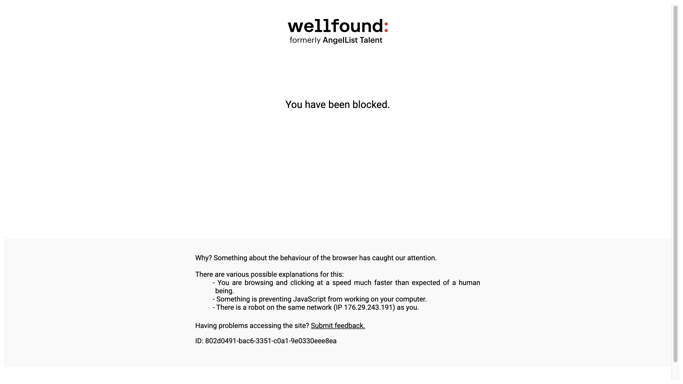 wellfound:
formerly AngelList Talent
You have been blocked.
Why? Something about the behaviour of the browser has caught our attention.
There are various possible explanations for this:
- You are browsing and clicking at a speed much faster than expected of a human
being.
- Something is preventing JavaScript from working on your computer.
- There is a robot on the same network (IP 176.29.243.191) as you.
Having problems accessing the site? Submit feedback.
ID: 802d0491-bac6-3351-c0a1-9e0330eee8ea